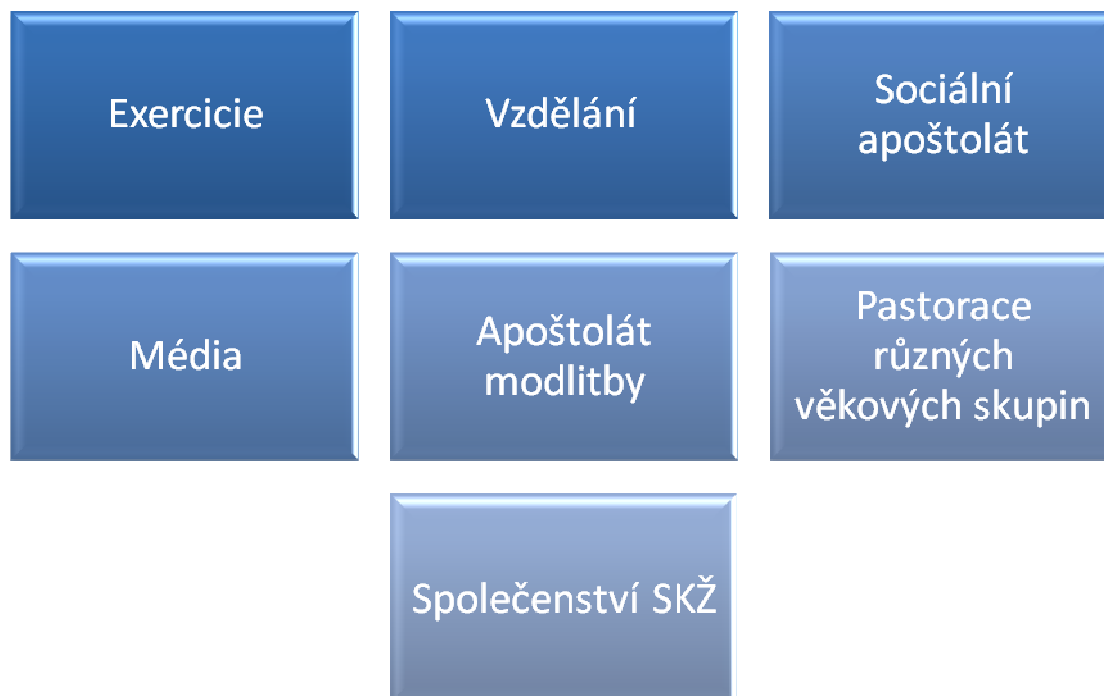 Exercicie
Vzdělání
Sociální
apoštolát
Média
Apoštolát
modlitby
Pastorace
různých
věkových skupin
Společenství SKŽ